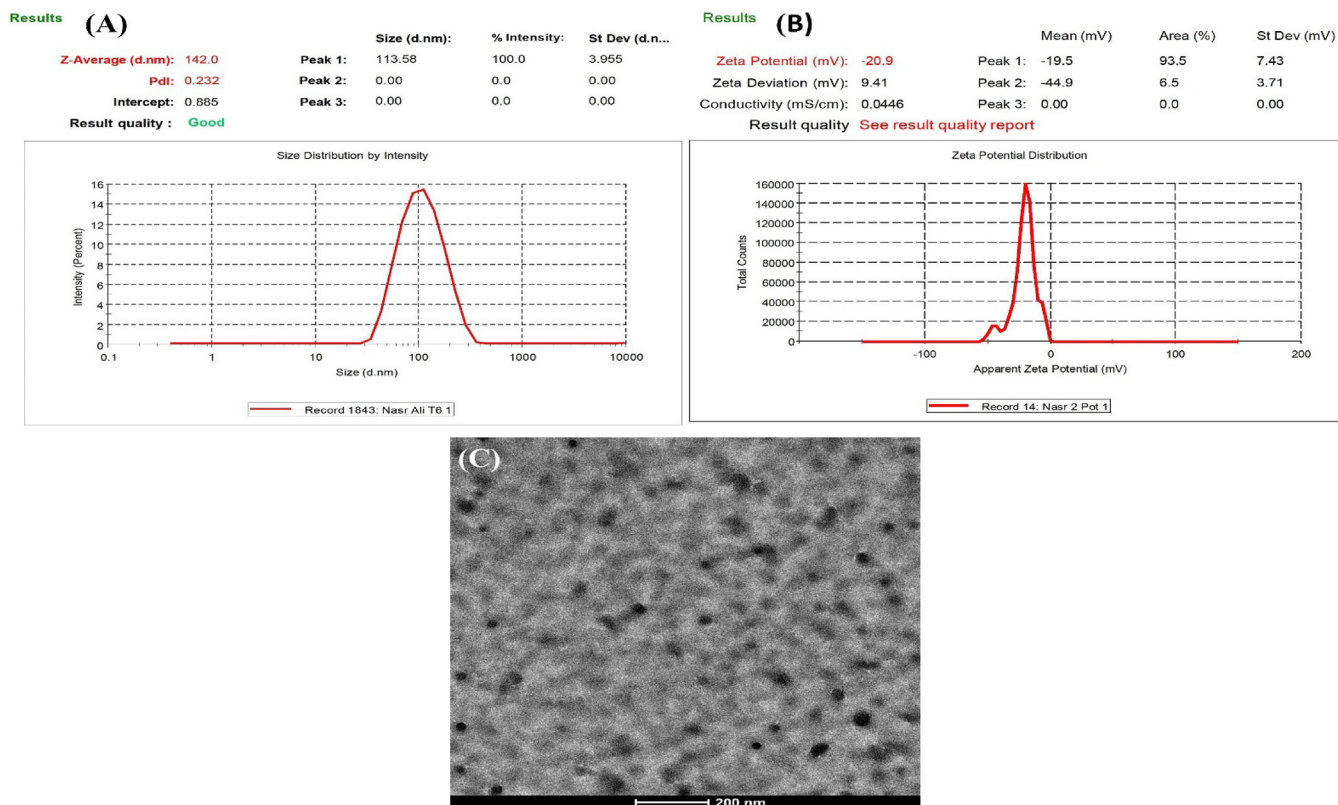 Results (A)
Size (d.nm): % Intensity: St Dev (d.n...
Z-Average (d.nm): 142.0 Peak 1: 113.58 100.0 3.955
PdI: 0.232 Peak 2: 0.00 0.0 0.00
Intercept: 0.885 Peak 3: 0.00 0.0 0.00
Result quality : Good
Size Distribution by Intensity
Intensity (Percent)
16
14
12
10
8
6
4
2
0
0.1 1 10 100 1000 10000
Size (d.nm)
Record 1843: Nasr Ali T6 1
Results (B)
Mean (mV) Area (%) St Dev (mV)
Zeta Potential (mV): -20.9 Peak 1: -19.5 93.5 7.43
Zeta Deviation (mV): 9.41 Peak 2: -44.9 6.5 3.71
Conductivity (mS/cm): 0.0446 Peak 3: 0.00 0.0 0.00
Result quality See result quality report
Zeta Potential Distribution
Total Counts
160000
140000
120000
100000
80000
60000
40000
20000
0
-100 0 100 200
Apparent Zeta Potential (mV)
Record 14: Nasr 2 Pot 1
(C)
200 nm